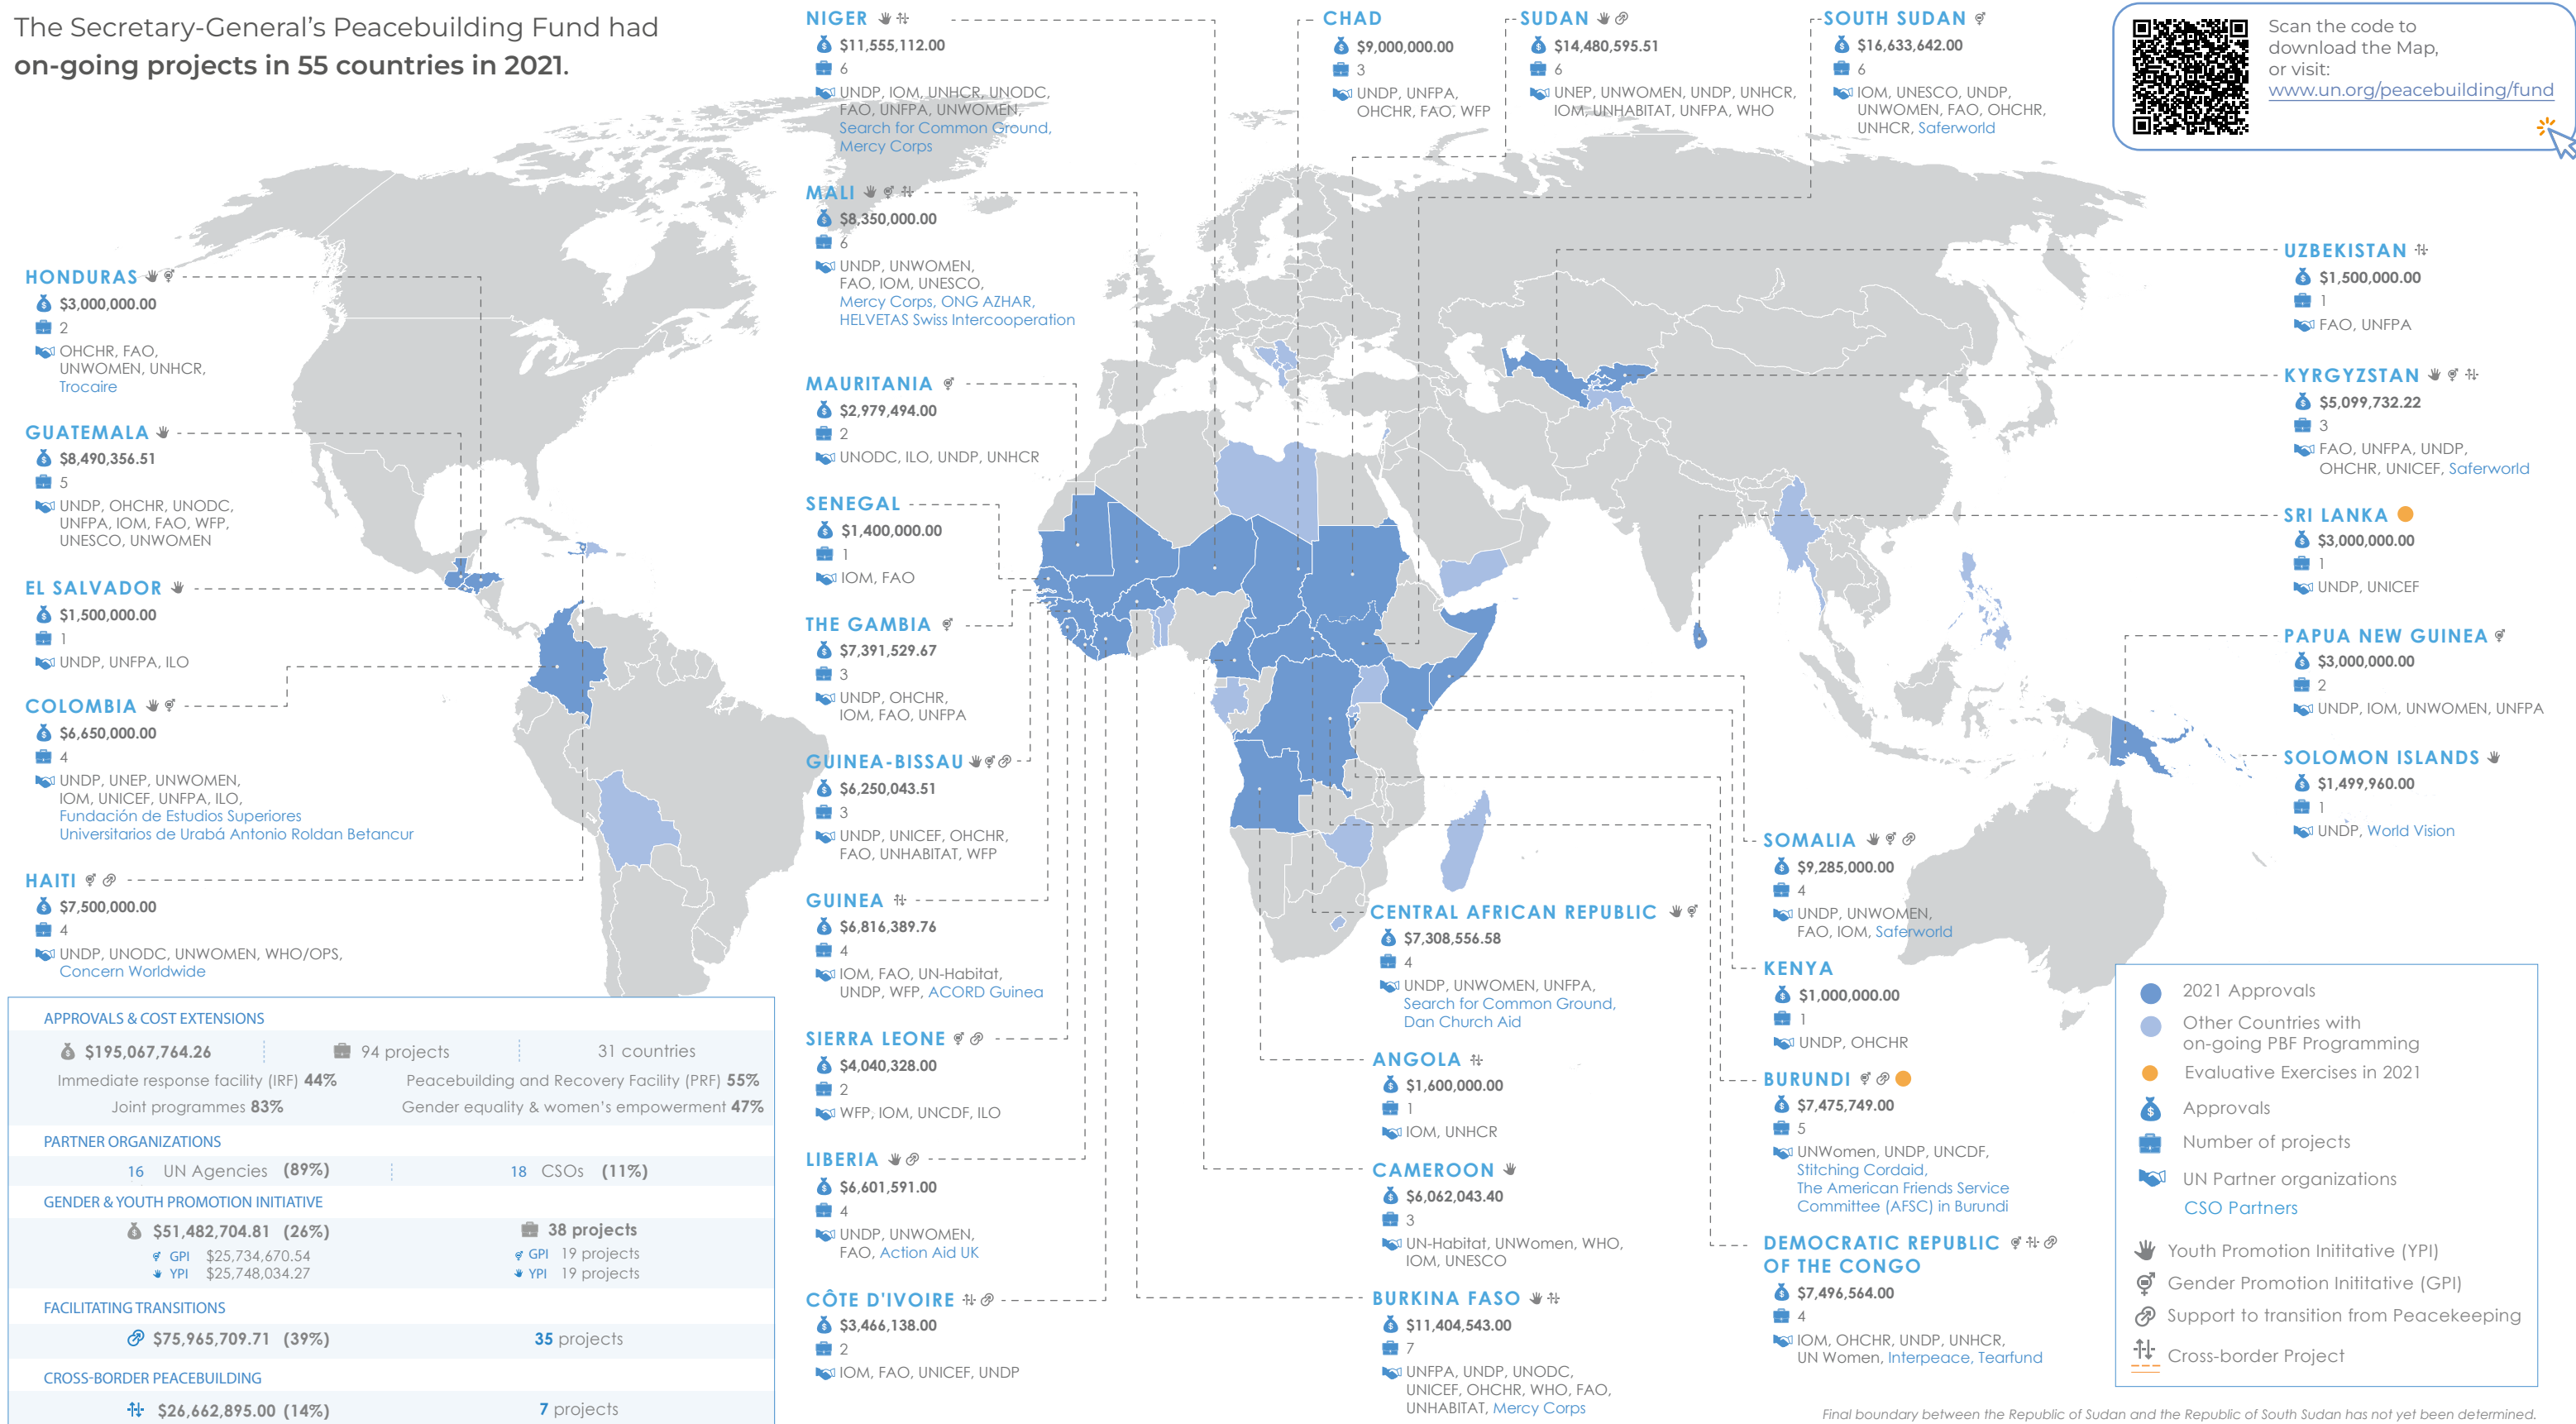 The Secretary-General's Peacebuilding Fund had
on-going projects in 55 countries in 2021.
HONDURAS
$3,000,000.00
2
OHCHR, FAO,
UNWOMEN, UNHCR,
Trocaire
GUATEMALA
$8,490,356.51
5
UNDP, OHCHR, UNODC,
UNFPA, IOM, FAO, WFP,
UNESCO, UNWOMEN
EL SALVADOR
$1,500,000.00
1
UNDP, UNFPA, ILO
COLOMBIA
$6,650,000.00
4
UNDP, UNEP, UNWOMEN,
IOM, UNICEF, UNFPA, ILO,
Fundación de Estudios Superiores
Universitarios de Urabá Antonio Roldan Betancur
HAITI
$7,500,000.00
4
UNDP, UNODC, UNWOMEN, WHO/OPS,
Concern Worldwide
APPROVALS & COST EXTENSIONS
$195,067,764.26 94 projects 31 countries
Immediate response facility (IRF) 44% Peacebuilding and Recovery Facility (PRF) 55%
Joint programmes 83% Gender equality & women's empowerment 47%
PARTNER ORGANIZATIONS
16 UN Agencies (89%) 18 CSOs (11%)
GENDER & YOUTH PROMOTION INITIATIVE
$51,482,704.81 (26%) 38 projects
GPI $25,734,670.54 GPI 19 projects
YPI $25,748,034.27 YPI 19 projects
FACILITATING TRANSITIONS
$75,965,709.71 (39%) 35 projects
CROSS-BORDER PEACEBUILDING
$26,662,895.00 (14%) 7 projects
NIGER
$11,555,112.00
6
UNDP, IOM, UNHCR, UNODC,
FAO, UNFPA, UNWOMEN,
Search for Common Ground,
Mercy Corps
MALI
$8,350,000.00
6
UNDP, UNWOMEN,
FAO, IOM, UNESCO,
Mercy Corps, ONG AZHAR,
HELVETAS Swiss Intercooperation
MAURITANIA
$2,979,494.00
2
UNODC, ILO, UNDP, UNHCR
SENEGAL
$1,400,000.00
1
IOM, FAO
THE GAMBIA
$7,391,529.67
3
UNDP, OHCHR,
IOM, FAO, UNFPA
GUINEA-BISSAU
$6,250,043.51
3
UNDP, UNICEF, OHCHR,
FAO, UNHABITAT, WFP
GUINEA
$6,816,389.76
4
IOM, FAO, UN-Habitat,
UNDP, WFP, ACORD Guinea
SIERRA LEONE
$4,040,328.00
2
WFP, IOM, UNCDF, ILO
LIBERIA
$6,601,591.00
4
UNDP, UNWOMEN,
FAO, Action Aid UK
CÔTE D'IVOIRE
$3,466,138.00
2
IOM, FAO, UNICEF, UNDP
CHAD
$9,000,000.00
3
UNDP, UNFPA,
OHCHR, FAO, WFP
SUDAN
$14,480,595.51
6
UNEP, UNWOMEN, UNDP, UNHCR,
IOM, UNHABITAT, UNFPA, WHO
SOUTH SUDAN
$16,633,642.00
6
IOM, UNESCO, UNDP,
UNWOMEN, FAO, OHCHR,
UNHCR, Saferworld
CENTRAL AFRICAN REPUBLIC
$7,308,556.58
4
UNDP, UNWOMEN, UNFPA,
Search for Common Ground,
Dan Church Aid
ANGOLA
$1,600,000.00
1
IOM, UNHCR
CAMEROON
$6,062,043.40
3
UN-Habitat, UNWomen, WHO,
IOM, UNESCO
BURKINA FASO
$11,404,543.00
7
UNFPA, UNDP, UNODC,
UNICEF, OHCHR, WHO, FAO,
UNHABITAT, Mercy Corps
SOMALIA
$9,285,000.00
4
UNDP, UNWOMEN,
FAO, IOM, Saferworld
KENYA
$1,000,000.00
1
UNDP, OHCHR
BURUNDI
$7,475,749.00
5
UNWomen, UNDP, UNCDF,
Stitching Cordaid,
The American Friends Service
Committee (AFSC) in Burundi
DEMOCRATIC REPUBLIC
OF THE CONGO
$7,496,564.00
4
IOM, OHCHR, UNDP, UNHCR,
UN Women, Interpeace, Tearfund
Scan the code to
download the Map,
or visit:
www.un.org/peacebuilding/fund
UZBEKISTAN
$1,500,000.00
1
FAO, UNFPA
KYRGYZSTAN
$5,099,732.22
3
FAO, UNFPA, UNDP,
OHCHR, UNICEF, Saferworld
SRI LANKA
$3,000,000.00
1
UNDP, UNICEF
PAPUA NEW GUINEA
$3,000,000.00
2
UNDP, IOM, UNWOMEN, UNFPA
SOLOMON ISLANDS
$1,499,960.00
1
UNDP, World Vision
2021 Approvals
Other Countries with
on-going PBF Programming
Evaluative Exercises in 2021
Approvals
Number of projects
UN Partner organizations
CSO Partners
Youth Promotion Inititative (YPI)
Gender Promotion Inititative (GPI)
Support to transition from Peacekeeping
Cross-border Project
Final boundary between the Republic of Sudan and the Republic of South Sudan has not yet been determined.